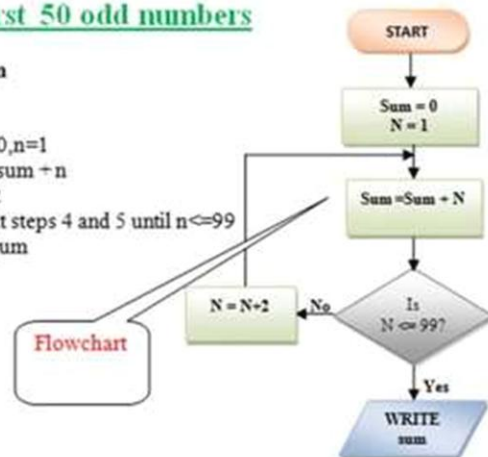 st 50 odd numbers
n
0,n=1
sum +n
t steps 4 and 5 until n<=99
um
Flowchart
START
Sum = 0
N = 1
Sum =Sum + N
N = N+2
No
Is
N <= 99?
Yes
WRITE
sum